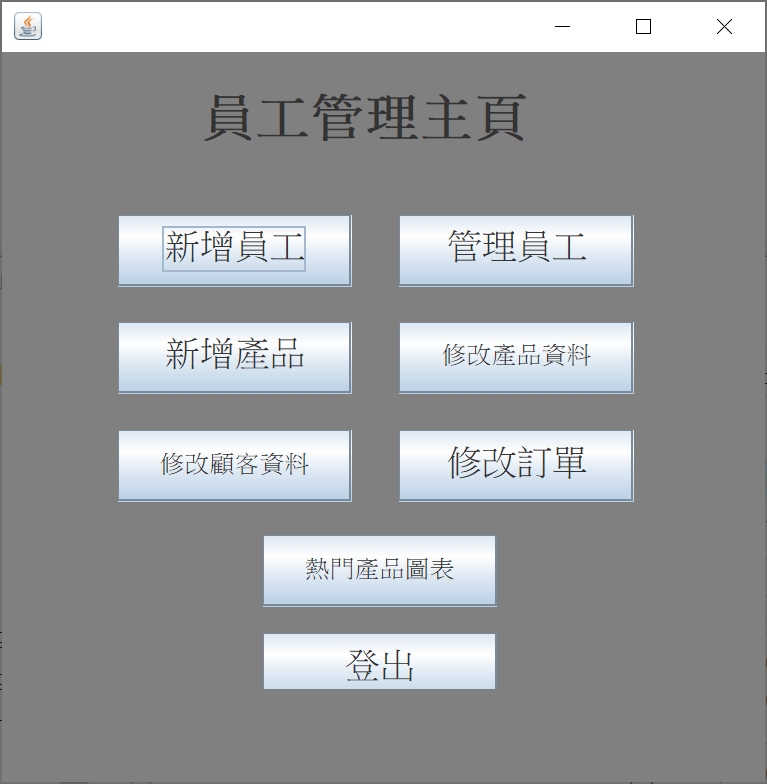 員工管理主頁
新增員工
管理員工
新增產品
修改產品資料
修改顧客資料
修改訂單
熱門產品圖表
登出